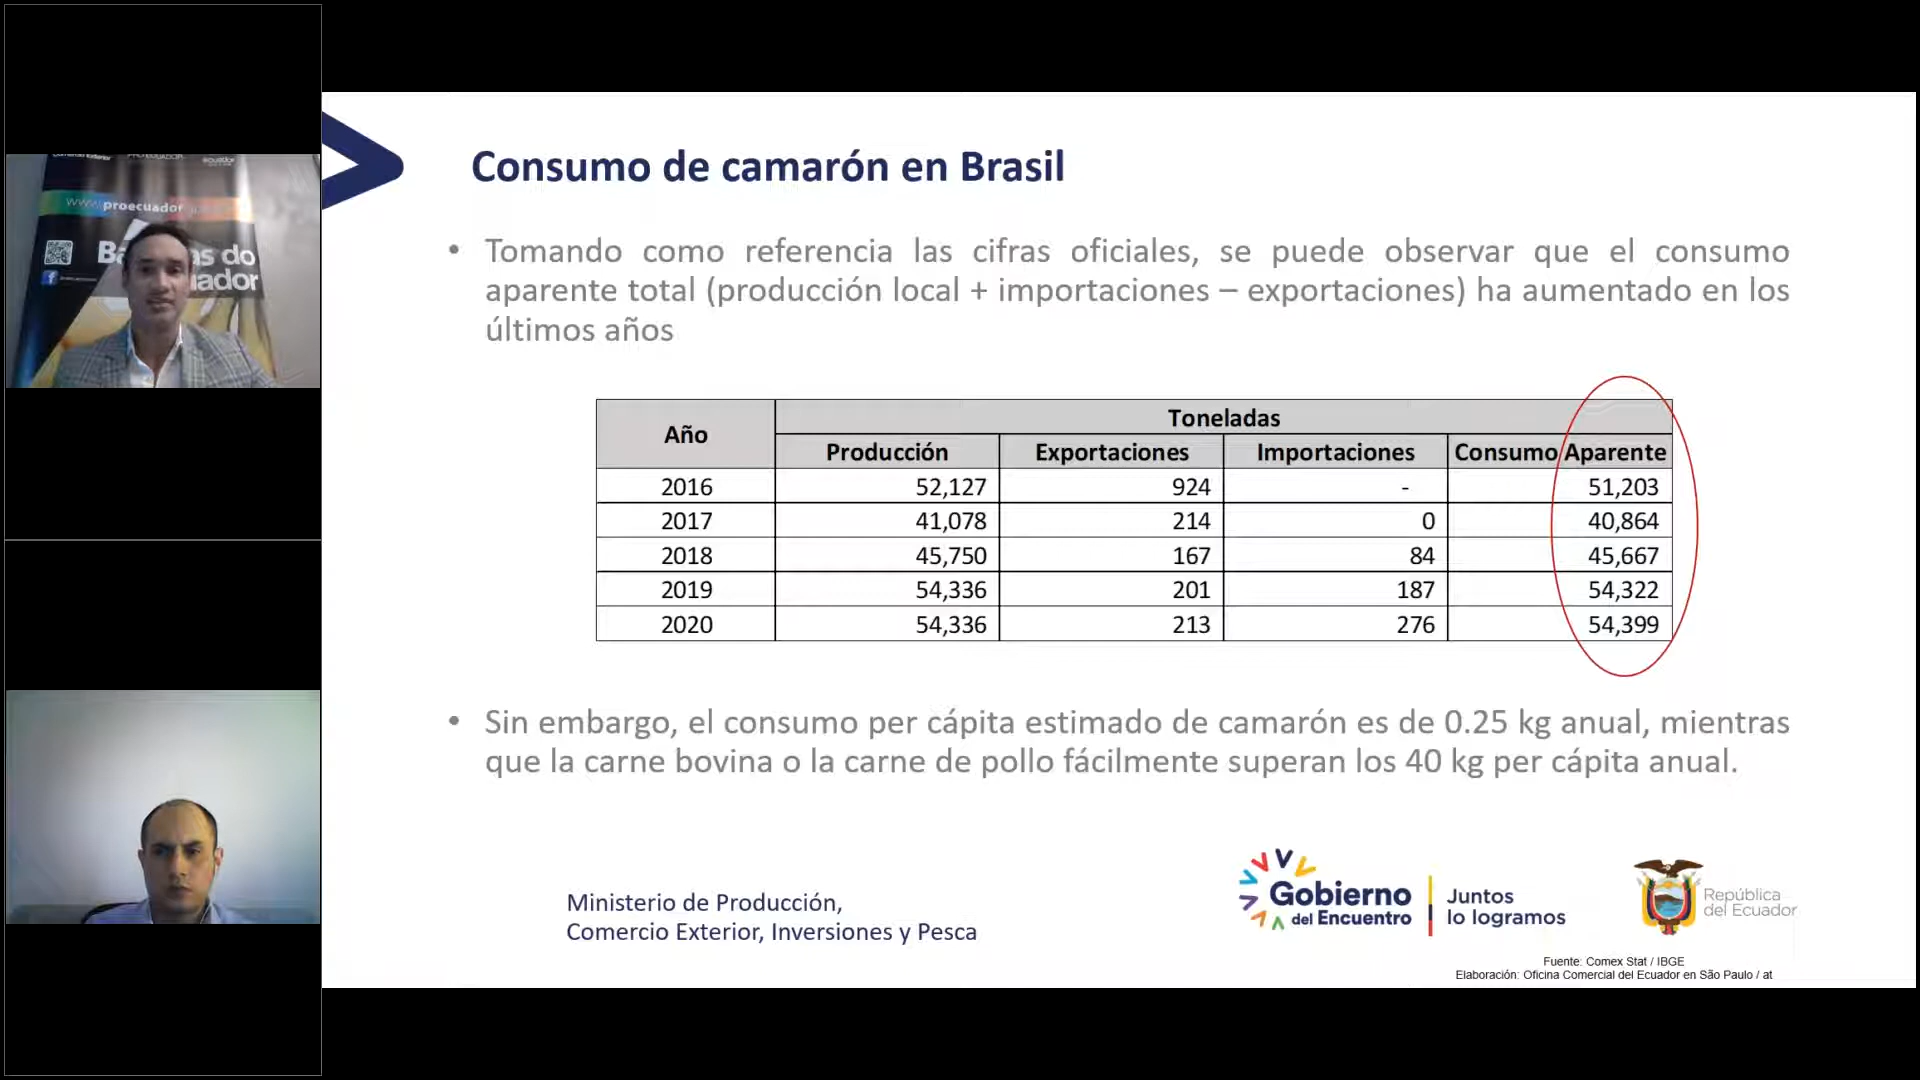 www.proecuador
Consumo de camarón en Brasil
• Tomando como referencia las cifras oficiales, se puede observar que el consumo
aparente total (producción local + importaciones – exportaciones) ha aumentado en los
últimos años
Año
Toneladas
Producción Exportaciones Importaciones Consumo Aparente
2016 52,127 924 - 51,203
2017 41,078 214 0 40,864
2018 45,750 167 84 45,667
2019 54,336 201 187 54,322
2020 54,336 213 276 54,399
• Sin embargo, el consumo per cápita estimado de camarón es de 0.25 kg anual, mientras
que la carne bovina o la carne de pollo fácilmente superan los 40 kg per cápita anual.
Ministerio de Producción,
Comercio Exterior, Inversiones y Pesca
Gobierno
del Encuentro
Juntos
lo logramos
República
del Ecuador
Fuente: Comex Stat / IBGE
Elaboración: Oficina Comercial del Ecuador en São Paulo / at